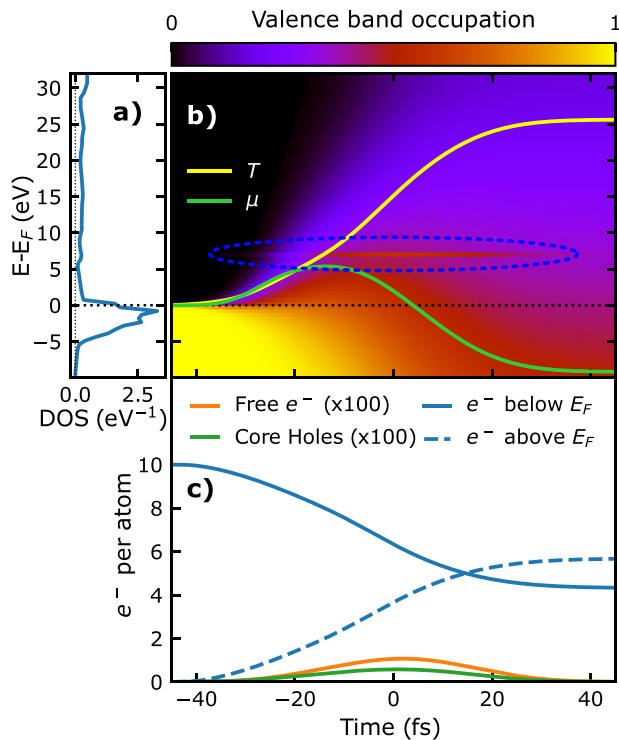 Valence band occupation
0 1
a) b)
30
25
20
15
10
5
0
−5
E-E_F (eV)
T
μ
0.0 2.5
DOS (eV⁻¹)
Free e⁻ (x100) e⁻ below E_F
Core Holes (x100) e⁻ above E_F
c)
10
8
6
4
2
0
e⁻ per atom
−40 −20 0 20 40
Time (fs)